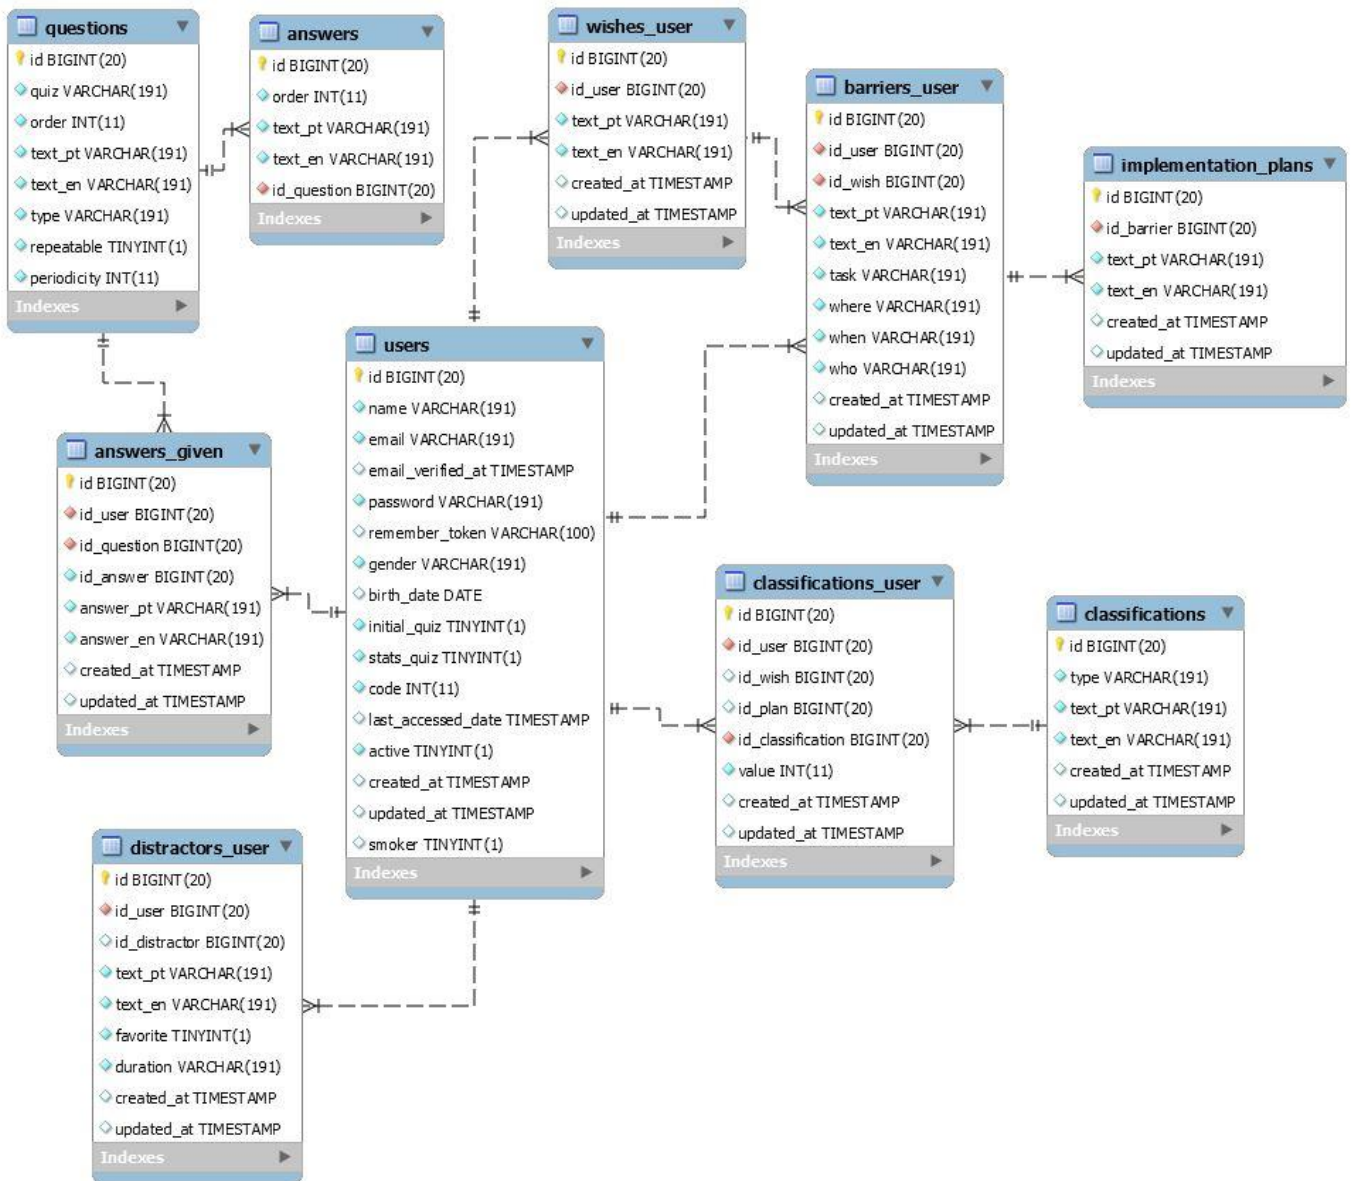 questions
id BIGINT(20)
quiz VARCHAR(191)
order INT(11)
text_pt VARCHAR(191)
text_en VARCHAR(191)
type VARCHAR(191)
repeatable TINYINT(1)
periodicity INT(11)
Indexes
answers
id BIGINT(20)
order INT(11)
text_pt VARCHAR(191)
text_en VARCHAR(191)
id_question BIGINT(20)
Indexes
wishes_user
id BIGINT(20)
id_user BIGINT(20)
text_pt VARCHAR(191)
text_en VARCHAR(191)
created_at TIMESTAMP
updated_at TIMESTAMP
Indexes
barriers_user
id BIGINT(20)
id_user BIGINT(20)
id_wish BIGINT(20)
text_pt VARCHAR(191)
text_en VARCHAR(191)
task VARCHAR(191)
where VARCHAR(191)
when VARCHAR(191)
who VARCHAR(191)
created_at TIMESTAMP
updated_at TIMESTAMP
Indexes
implementation_plans
id BIGINT(20)
id_barrier BIGINT(20)
text_pt VARCHAR(191)
text_en VARCHAR(191)
created_at TIMESTAMP
updated_at TIMESTAMP
Indexes
users
id BIGINT(20)
name VARCHAR(191)
email VARCHAR(191)
email_verified_at TIMESTAMP
password VARCHAR(191)
remember_token VARCHAR(100)
gender VARCHAR(191)
birth_date DATE
initial_quiz TINYINT(1)
stats_quiz TINYINT(1)
code INT(11)
last_accessed_date TIMESTAMP
active TINYINT(1)
created_at TIMESTAMP
updated_at TIMESTAMP
smoker TINYINT(1)
Indexes
answers_given
id BIGINT(20)
id_user BIGINT(20)
id_question BIGINT(20)
id_answer BIGINT(20)
answer_pt VARCHAR(191)
answer_en VARCHAR(191)
created_at TIMESTAMP
updated_at TIMESTAMP
Indexes
classifications_user
id BIGINT(20)
id_user BIGINT(20)
id_wish BIGINT(20)
id_plan BIGINT(20)
id_classification BIGINT(20)
value INT(11)
created_at TIMESTAMP
updated_at TIMESTAMP
Indexes
classifications
id BIGINT(20)
type VARCHAR(191)
text_pt VARCHAR(191)
text_en VARCHAR(191)
created_at TIMESTAMP
updated_at TIMESTAMP
Indexes
distractors_user
id BIGINT(20)
id_user BIGINT(20)
id_distractor BIGINT(20)
text_pt VARCHAR(191)
text_en VARCHAR(191)
favorite TINYINT(1)
duration VARCHAR(191)
created_at TIMESTAMP
updated_at TIMESTAMP
Indexes